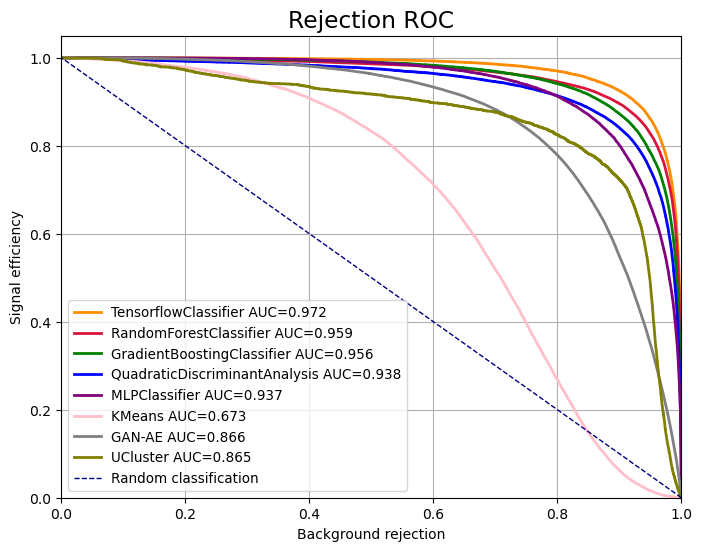 Rejection ROC
Signal efficiency
1.0
0.8
0.6
0.4
0.2
0.0
TensorflowClassifier AUC=0.972
RandomForestClassifier AUC=0.959
GradientBoostingClassifier AUC=0.956
QuadraticDiscriminantAnalysis AUC=0.938
MLPClassifier AUC=0.937
KMeans AUC=0.673
GAN-AE AUC=0.866
UCluster AUC=0.865
Random classification
0.0 0.2 0.4 0.6 0.8 1.0
Background rejection